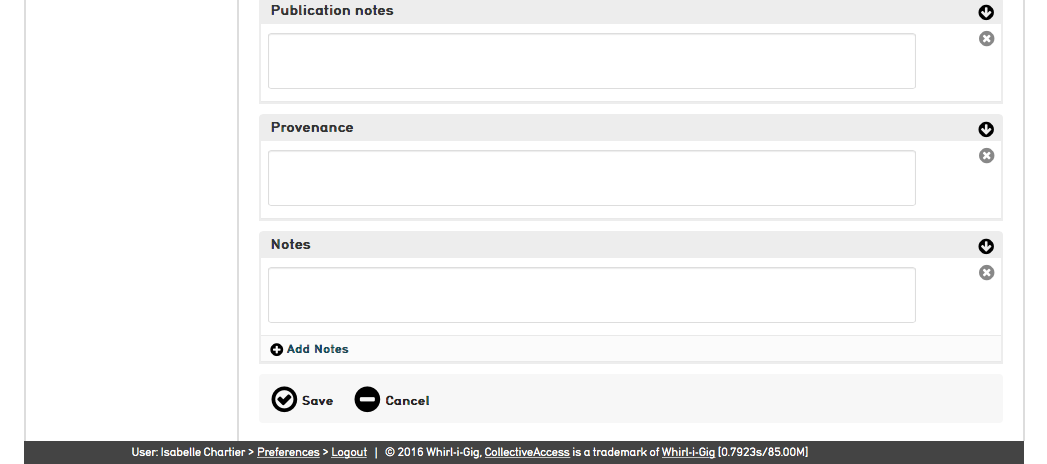 Publication notes
Provenance
Notes
Add Notes
Save Cancel
User: Isabelle Chartier > Preferences > Logout | © 2016 Whirl-i-Gig, CollectiveAccess is a trademark of Whirl-i-Gig [0.7923s/85.00M]